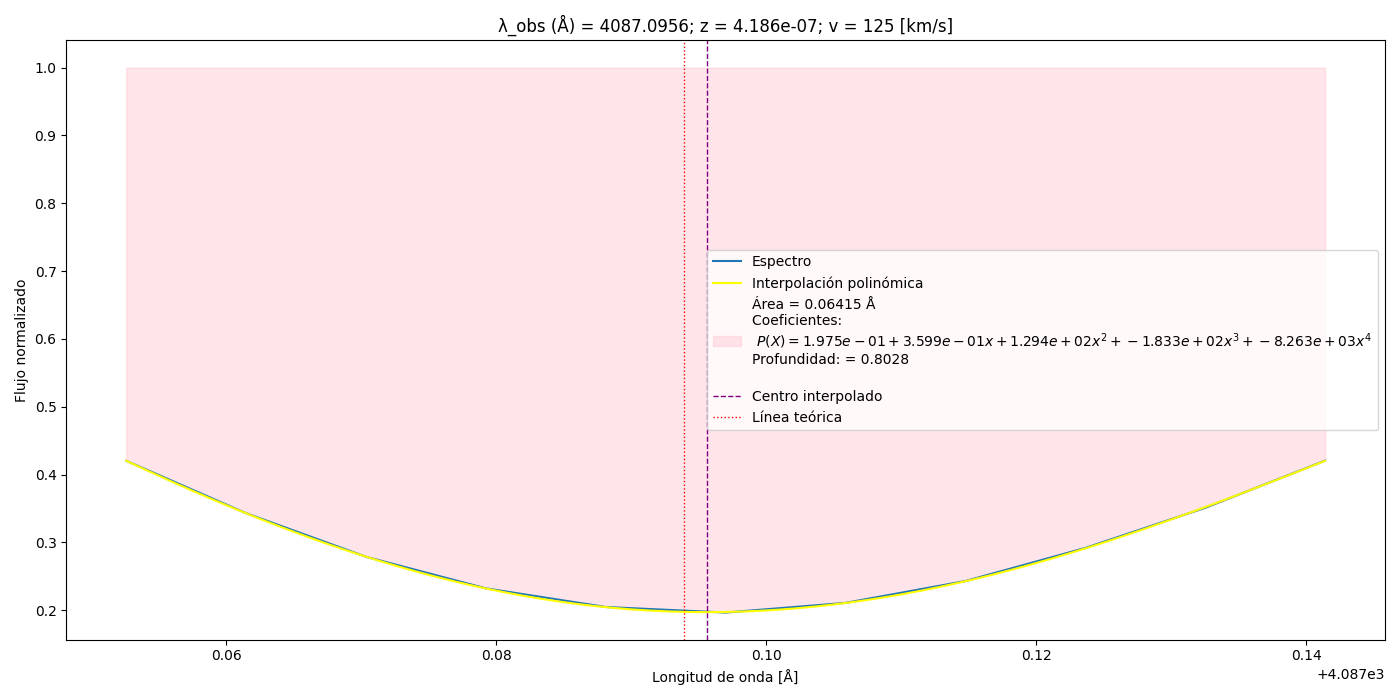 λ_obs (Å) = 4087.0956; z = 4.186e-07; v = 125 [km/s]
Flujo normalizado
1.0
0.9
0.8
0.7
0.6
0.5
0.4
0.3
0.2
Espectro
Interpolación polinómica
Área = 0.06415 Å
Coeficientes:
P(X) = 1.975e − 01 + 3.599e − 01x + 1.294e + 02x² + −1.833e + 02x³ + −8.263e + 03x⁴
Profundidad: = 0.8028
Centro interpolado
Línea teórica
0.06
0.08
0.10
0.12
0.14
+4.087e3
Longitud de onda [Å]